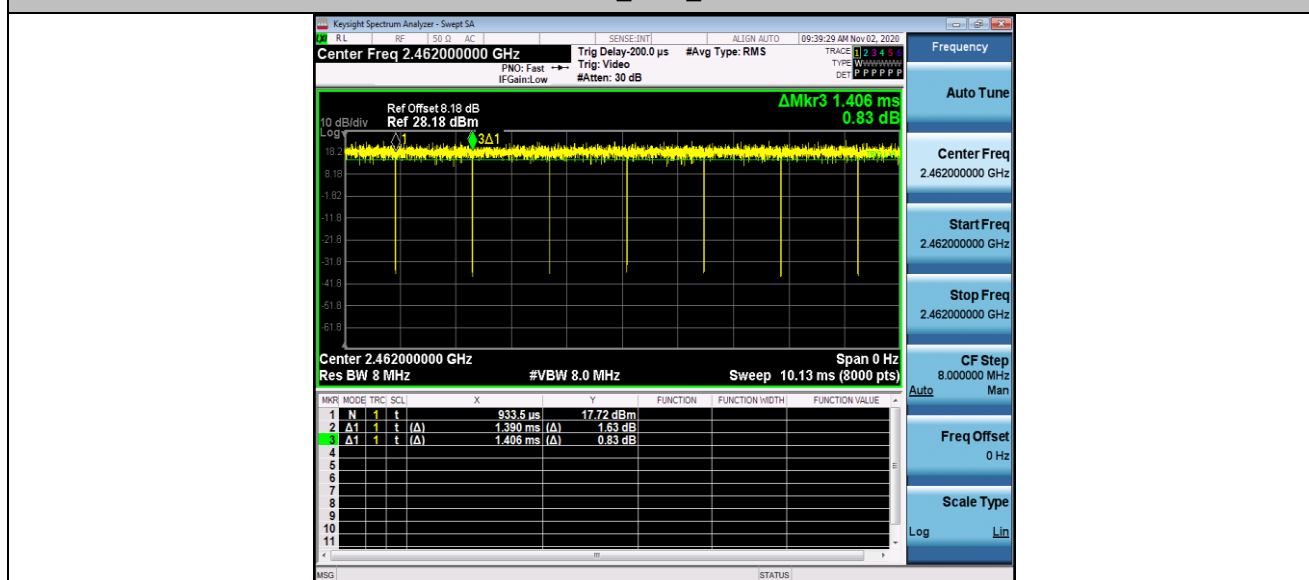 Keysight Spectrum Analyzer - Swept SA
RL RF 50 Ω AC SENSE:INT ALIGN AUTO 09:39:29 AM Nov 02, 2020
Center Freq 2.462000000 GHz Trig Delay-200.0 µs #Avg Type: RMS TRACE 1 2 3 4 5 6
PNO: Fast Trig: Video TYPE WWWWWW
IFGain:Low #Atten: 30 dB DET P P P P P P
Frequency
Auto Tune
Center Freq
2.462000000 GHz
Start Freq
2.462000000 GHz
Stop Freq
2.462000000 GHz
CF Step
8.000000 MHz
Auto Man
Freq Offset
0 Hz
Scale Type
Log Lin
ΔMkr3 1.406 ms
0.83 dB
Ref Offset 8.18 dB
10 dB/div Ref 28.18 dBm
Log
1 3Δ1
18.2
8.18
-1.82
-11.8
-21.8
-31.8
-41.8
-51.8
-61.8
Center 2.462000000 GHz Span 0 Hz
Res BW 8 MHz #VBW 8.0 MHz Sweep 10.13 ms (8000 pts)
MKR MODE TRC SCL X Y FUNCTION FUNCTION WIDTH FUNCTION VALUE
1 N 1 t 933.5 µs 17.72 dBm
2 Δ1 1 t (Δ) 1.390 ms (Δ) 1.63 dB
3 Δ1 1 t (Δ) 1.406 ms (Δ) 0.83 dB
4
5
6
7
8
9
10
11
MSG STATUS